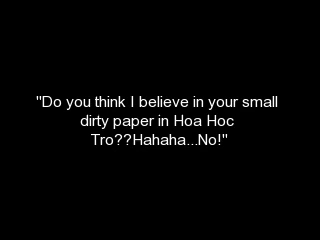 "Do you think I believe in your small
dirty paper in Hoa Hoc
Tro??Hahaha...No!"